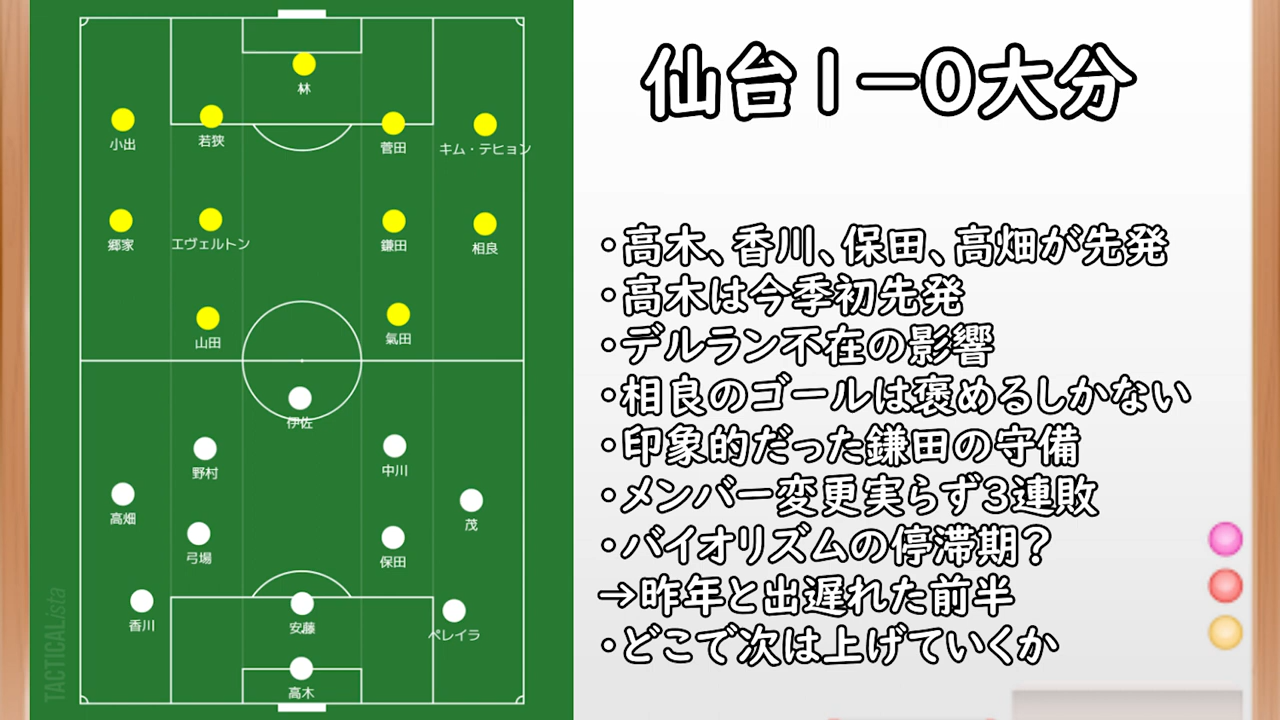 仙台1-0大分
・高木、香川、保田、高畑が先発
・高木は今季初先発
・デルラン不在の影響
・相良のゴールは褒めるしかない
・印象的だった鎌田の守備
・メンバー変更実らず3連敗
・バイオリズムの停滞期?
→昨年と出遅れた前半
・どこで次は上げていくか
林
小出 若狭 菅田 キム・テヒョン
郷家 エヴェルトン 鎌田 相良
山田 氣田
伊佐
野村 中川
高畑 茂
弓場 保田
香川 安藤 ペレイラ
高木
TACTICALista